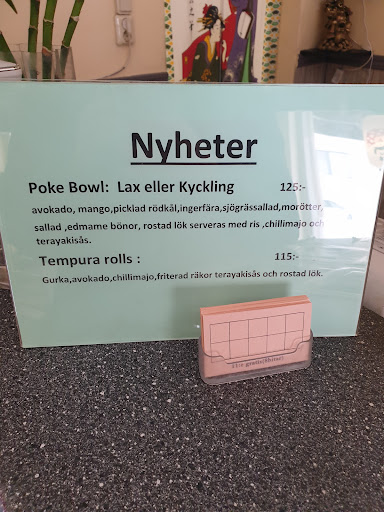 Nyheter
Poke Bowl: Lax eller Kyckling 125:-
avokado, mango,picklad rödkål,ingerfära,sjögrässallad,morötter,
sallad ,edmame bönor, rostad lök serveras med ris ,chillimajo och
terayakisås.
Tempura rolls : 115:-
Gurka,avokado,chillimajo,friterad räkor terayakisås och rostad lök.